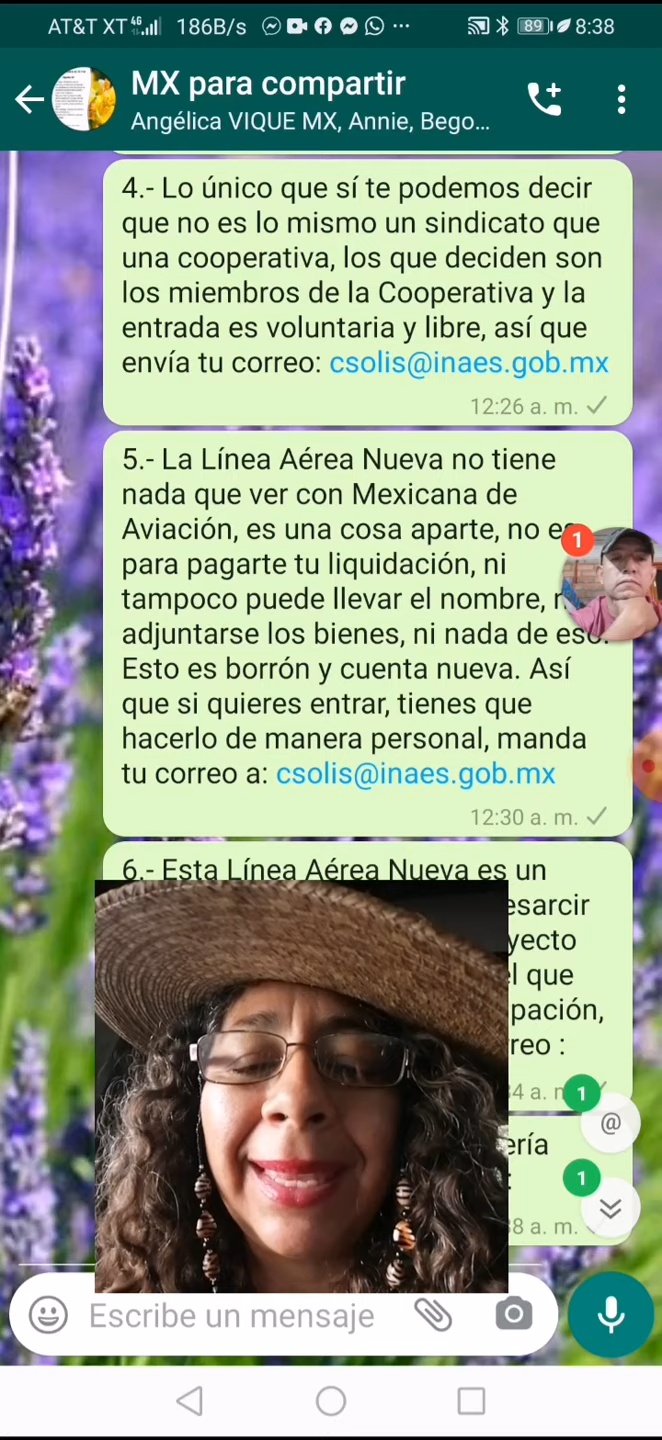 AT&T XT 4G 186B/s ... 89 8:38
MX para compartir
Angélica VIQUE MX, Annie, Bego...
4.- Lo único que sí te podemos decir
que no es lo mismo un sindicato que
una cooperativa, los que deciden son
los miembros de la Cooperativa y la
entrada es voluntaria y libre, así que
envía tu correo: csolis@inaes.gob.mx
12:26 a. m.
5.- La Línea Aérea Nueva no tiene
nada que ver con Mexicana de
Aviación, es una cosa aparte, no es
1
para pagarte tu liquidación, ni
tampoco puede llevar el nombre,
adjuntarse los bienes, ni nada de eso.
Esto es borrón y cuenta nueva. Así
que si quieres entrar, tienes que
hacerlo de manera personal, manda
tu correo a: csolis@inaes.gob.mx
12:30 a. m.
6.- Esta Línea Aérea Nueva es un
esarcir
yecto
l que
pación,
reo :
4 a. m.
1
@
ería
:
1
8 a. m.
Escribe un mensaje